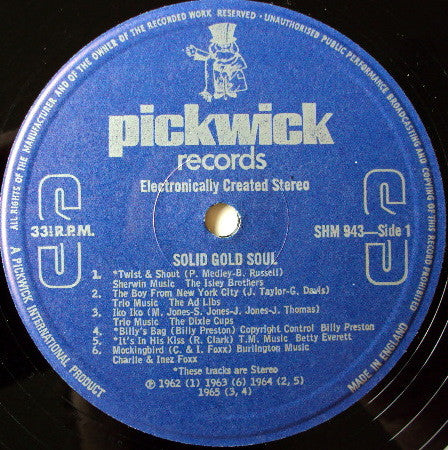 ALL RIGHTS OF THE MANUFACTURER AND OF THE OWNER OF THE RECORDED WORK RESERVED · UNAUTHORISED PUBLIC PERFORMANCE BROADCASTING AND COPYING OF THIS RECORD
pickwick
records
Electronically Created Stereo
S
S
33⅓ R.P.M.
SHM 943—Side 1
SOLID GOLD SOUL
1. *Twist & Shout (P. Medley-B. Russell)
Sherwin Music The Isley Brothers
2. The Boy From New York City (J. Taylor-G. Davis)
Trio Music The Ad Libs
3. Iko Iko (M. Jones-S. Jones-J. Jones-J. Thomas)
Trio Music The Dixie Cups
4. *Billy's Bag (Billy Preston) Copyright Control Billy Preston
5. *It's In His Kiss (R. Clark) T.M. Music Betty Everett
6. Mockingbird (C. & I. Foxx) Burlington Music
Charlie & Inez Foxx
*These tracks are Stereo
℗ 1962 (1) 1963 (6) 1964 (2, 5)
1965 (3, 4)
A PICKWICK INTERNATIONAL PRODUCT
MADE IN ENGLAND